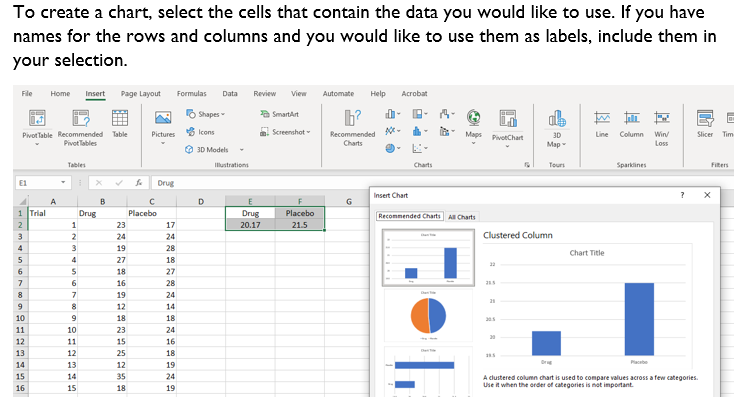 To create a chart, select the cells that contain the data you would like to use. If you have
names for the rows and columns and you would like to use them as labels, include them in
your selection.
File Home Insert Page Layout Formulas Data Review View Automate Help Acrobat
PivotTable Recommended PivotTables Table Pictures Shapes Icons 3D Models SmartArt Screenshot Recommended Charts Maps PivotChart 3D Map Line Column Win/Loss Slicer Tim
Tables Illustrations Charts Tours Sparklines Filters
E1 fx Drug
A B C D E F G
1 Trial Drug Placebo Drug Placebo
2 1 23 17 20.17 21.5
3 2 24 24
4 3 19 28
5 4 27 18
6 5 18 27
7 6 16 28
8 7 19 24
9 8 12 14
10 9 18 18
11 10 23 24
12 11 15 16
13 12 25 18
14 13 12 19
15 14 35 24
16 15 18 19
Insert Chart ? X
Recommended Charts All Charts
Clustered Column
Chart Title
22
21.5
21
20.5
20
19.5
Drug Placebo
A clustered column chart is used to compare values across a few categories.
Use it when the order of categories is not important.